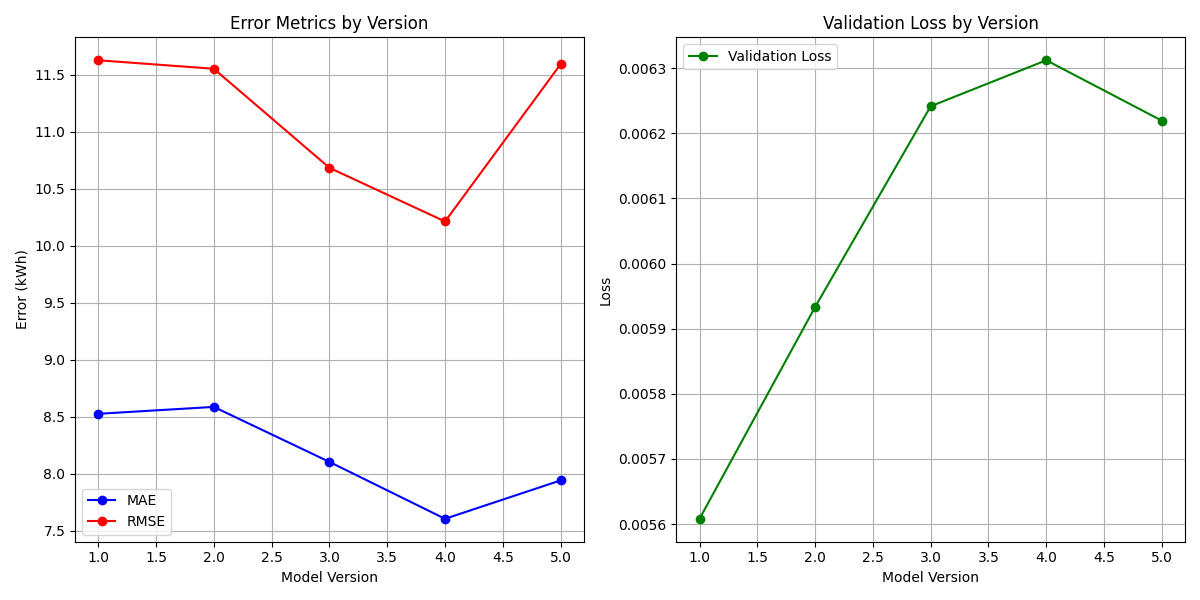 Error Metrics by Version
Error (kWh)
11.5
11.0
10.5
10.0
9.5
9.0
8.5
8.0
7.5
MAE
RMSE
1.0 1.5 2.0 2.5 3.0 3.5 4.0 4.5 5.0
Model Version
Validation Loss by Version
Validation Loss
Loss
0.0063
0.0062
0.0061
0.0060
0.0059
0.0058
0.0057
0.0056
1.0 1.5 2.0 2.5 3.0 3.5 4.0 4.5 5.0
Model Version